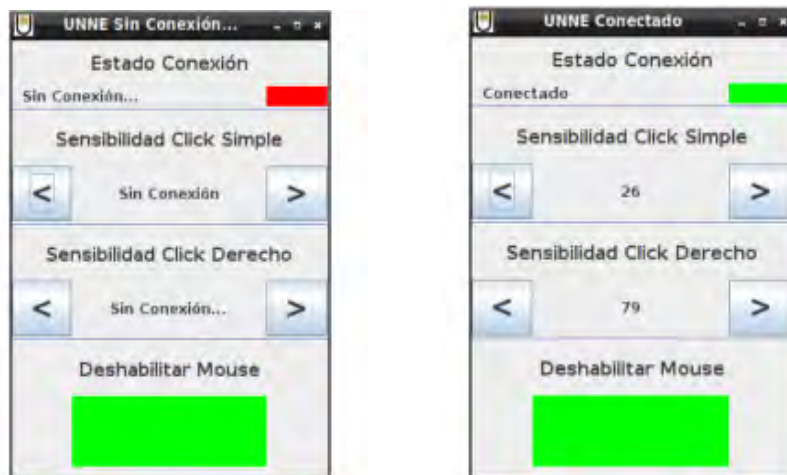 UNNE Sin Conexión...
Estado Conexión
Sin Conexión...
Sensibilidad Click Simple
< Sin Conexión >
Sensibilidad Click Derecho
< Sin Conexión... >
Deshabilitar Mouse
UNNE Conectado
Estado Conexión
Conectado
Sensibilidad Click Simple
< 26 >
Sensibilidad Click Derecho
< 79 >
Deshabilitar Mouse